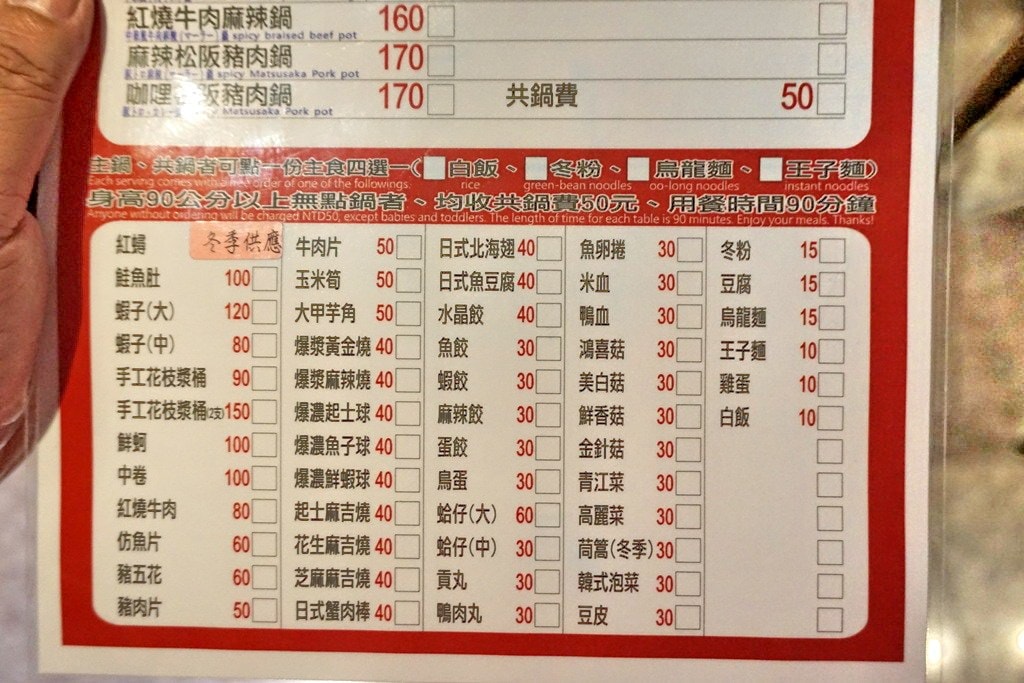 紅燒牛肉麻辣鍋 160
spicy braised beef pot
麻辣松阪豬肉鍋 170
spicy Matsusaka Pork pot
咖哩 阪豬肉鍋 170 共鍋費 50
Matsusaka Pork pot
主鍋、共鍋者可點一份主食四選一(白飯、冬粉、烏龍麵、王子麵)
Each serving comes with a free order of one of the followings. rice green-bean noodles oo-long noodles instant noodles
身高90公分以上無點鍋者、均收共鍋費50元、用餐時間90分鐘
Anyone without ordering will be charged NTD50, except babies and toddlers. The length of time for each table is 90 minutes. Enjoy your meals. Thanks!
紅蟳 冬季供應 牛肉片 50 日式北海翅 40 魚卵捲 30 冬粉 15
鮭魚肚 100 玉米筍 50 日式魚豆腐 40 米血 30 豆腐 15
蝦子(大) 120 大甲芋角 50 水晶餃 40 鴨血 30 烏龍麵 15
蝦子(中) 80 爆漿黃金燒 40 魚餃 30 鴻喜菇 30 王子麵 10
手工花枝漿桶 90 爆漿麻辣燒 40 蝦餃 30 美白菇 30 雞蛋 10
手工花枝漿桶(2支) 150 爆濃起士球 40 麻辣餃 30 鮮香菇 30 白飯 10
鮮蚵 100 爆濃魚子球 40 蛋餃 30 金針菇 30
中卷 100 爆濃鮮蝦球 40 鳥蛋 30 青江菜 30
紅燒牛肉 80 起士麻吉燒 40 蛤仔(大) 60 高麗菜 30
仿魚片 60 花生麻吉燒 40 蛤仔(中) 30 茼蒿(冬季) 30
豬五花 60 芝麻麻吉燒 40 貢丸 30 韓式泡菜 30
豬肉片 50 日式蟹肉棒 40 鴨肉丸 30 豆皮 30